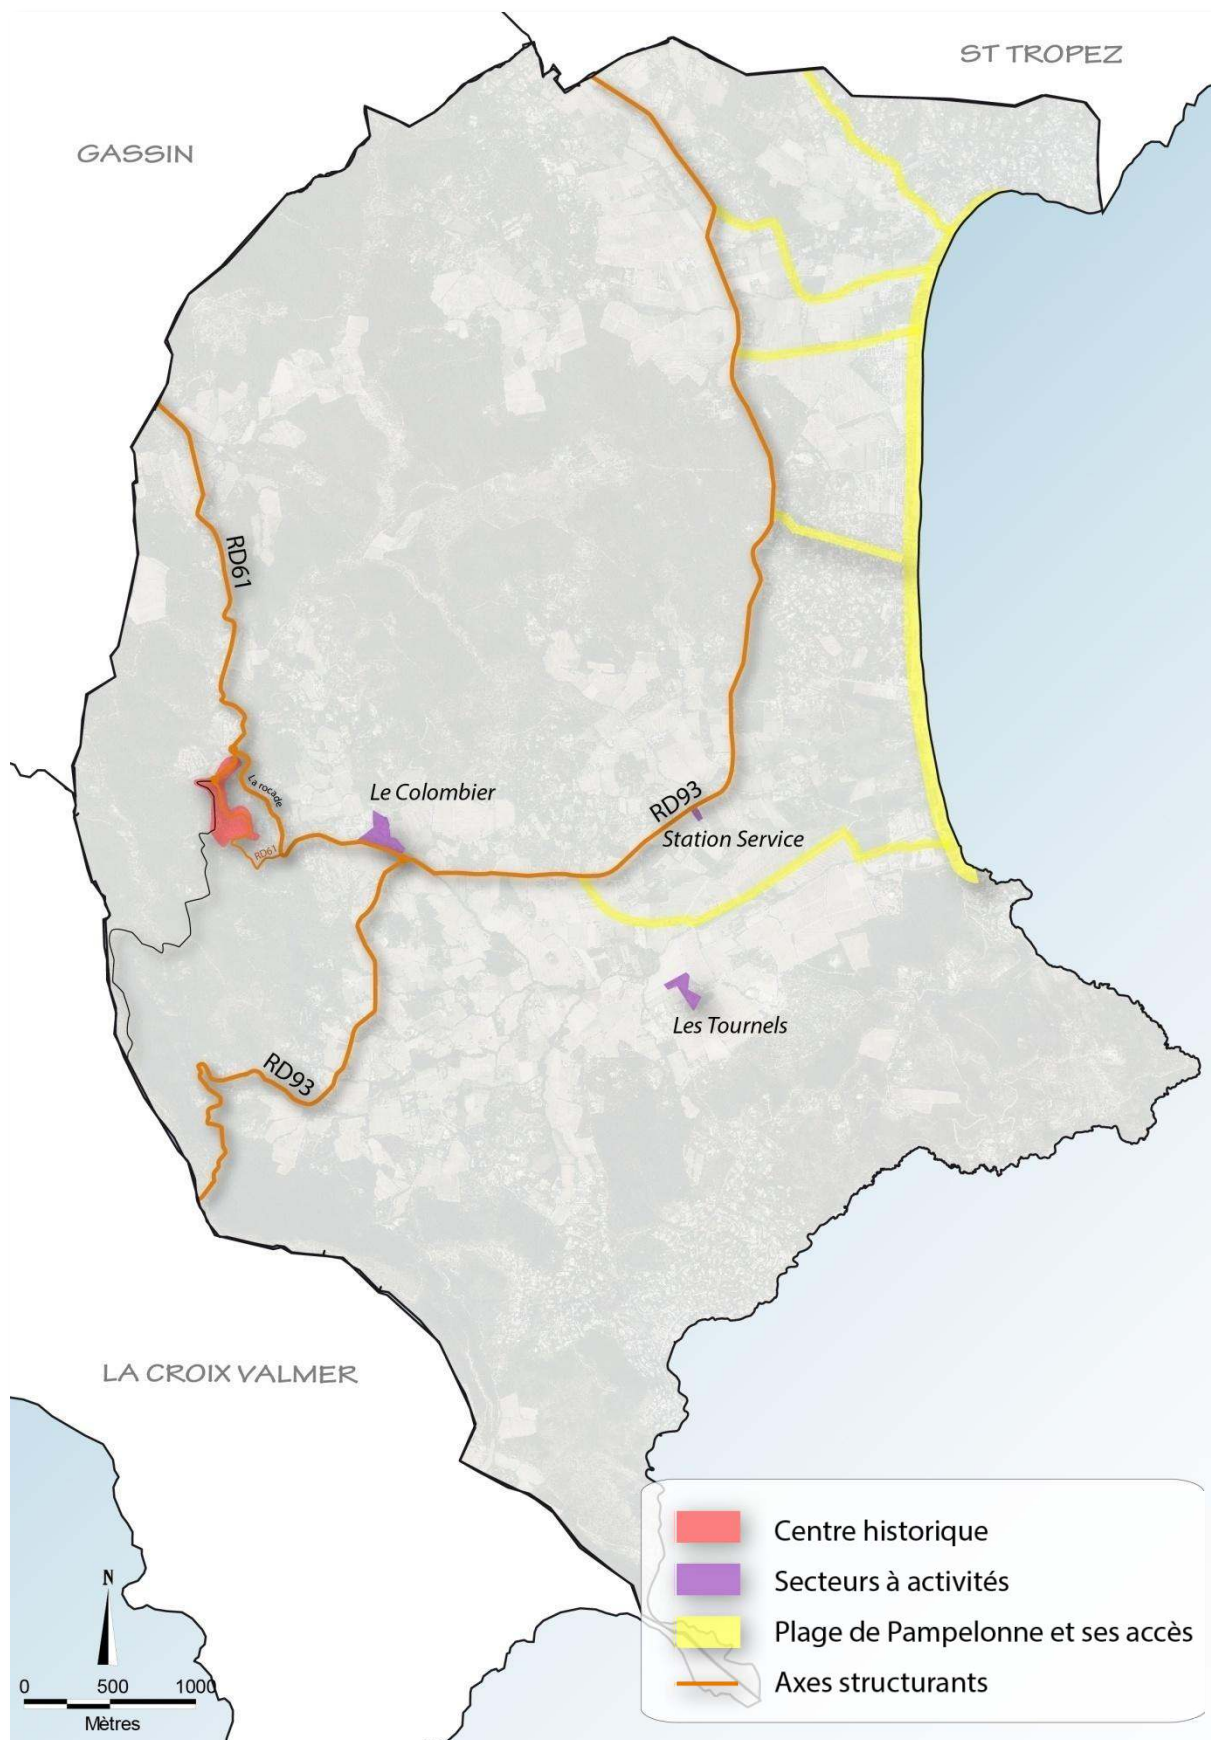 ST TROPEZ
GASSIN
RD61
La rocade
Le Colombier
RD93
Station Service
RD61
Les Tournels
RD93
LA CROIX VALMER
Centre historique
Secteurs à activités
Plage de Pampelonne et ses accès
Axes structurants
N
0 500 1000
Mètres